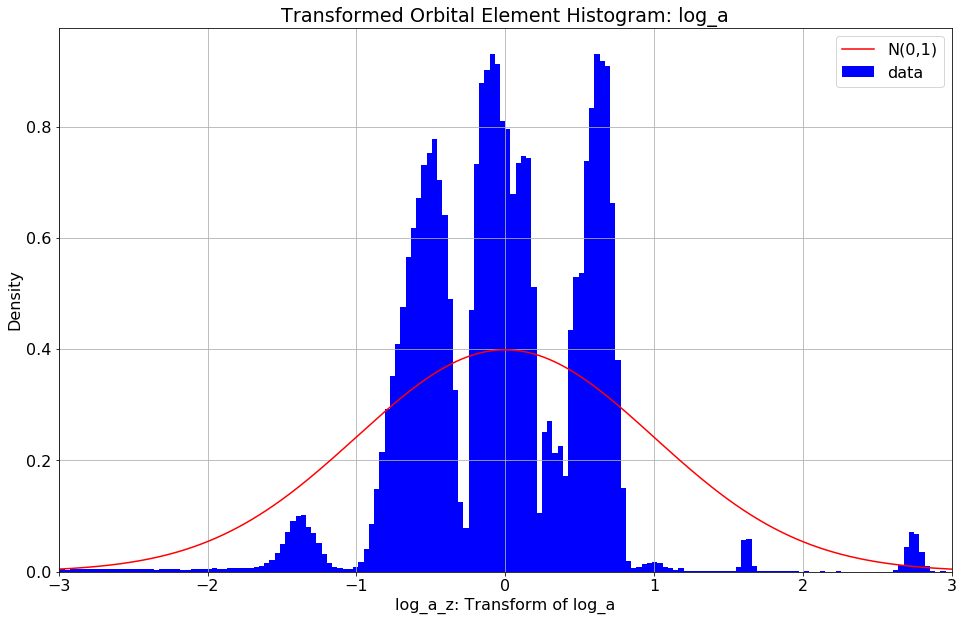 Transformed Orbital Element Histogram: log_a
N(0,1)
data
Density
0.8
0.6
0.4
0.2
0.0
−3 −2 −1 0 1 2 3
log_a_z: Transform of log_a